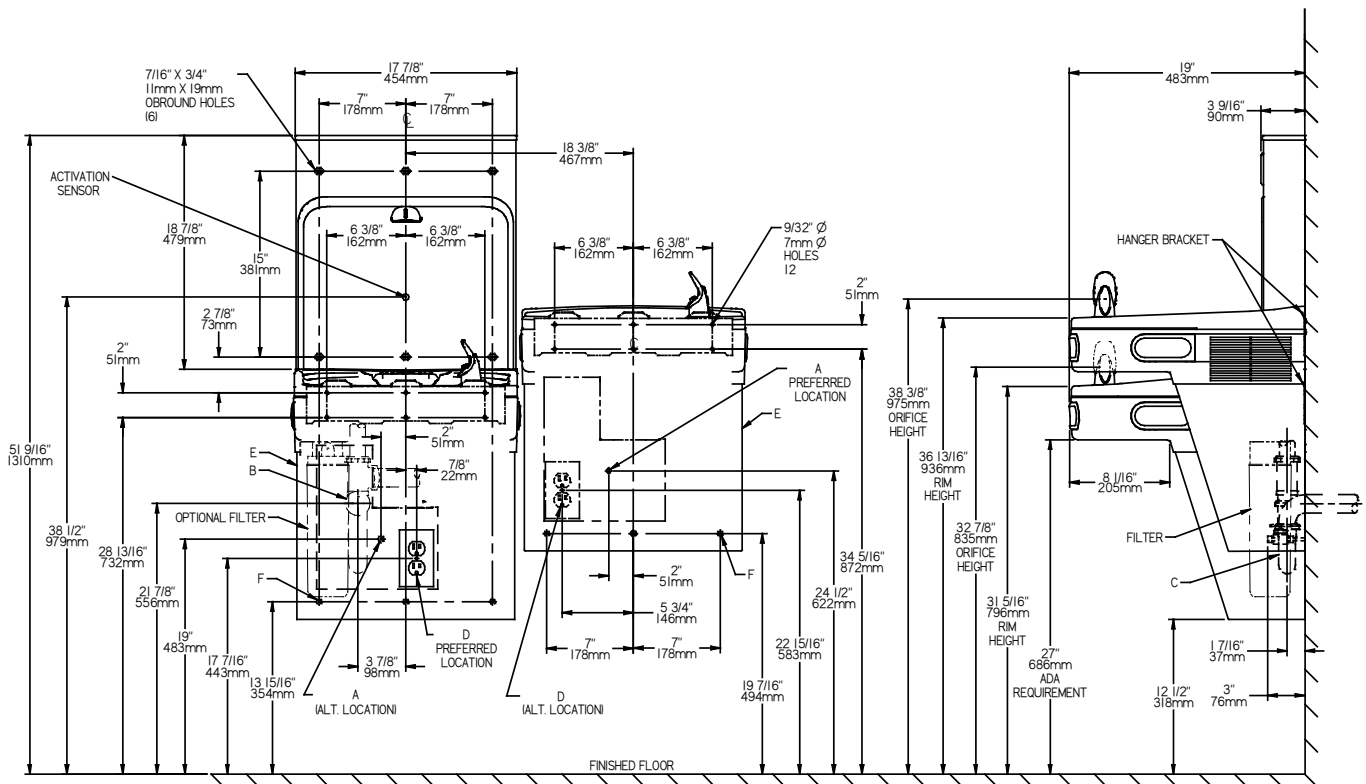 7/16" X 3/4"
11mm X 19mm
OBROUND HOLES
(6)
17 7/8"
454mm
7"
178mm
7"
178mm
℄
18 3/8"
467mm
ACTIVATION
SENSOR
18 7/8"
479mm
15"
381mm
2 7/8"
73mm
2"
51mm
6 3/8"
162mm
6 3/8"
162mm
6 3/8"
162mm
6 3/8"
162mm
9/32" Ø
7mm Ø
HOLES
12
2"
51mm
℄
A
PREFERRED
LOCATION
E
51 9/16"
1310mm
38 1/2"
979mm
28 13/16"
732mm
21 7/8"
556mm
19"
483mm
17 7/16"
443mm
13 15/16"
354mm
E
B
OPTIONAL FILTER
F
2"
51mm
7/8"
22mm
3 7/8"
98mm
A
(ALT. LOCATION)
D
PREFERRED
LOCATION
D
(ALT. LOCATION)
F
2"
51mm
5 3/4"
146mm
7"
178mm
7"
178mm
34 5/16"
872mm
24 1/2"
622mm
22 15/16"
583mm
19 7/16"
494mm
FINISHED FLOOR
19"
483mm
3 9/16"
90mm
HANGER BRACKET
38 3/8"
975mm
ORIFICE
HEIGHT
36 13/16"
936mm
RIM
HEIGHT
32 7/8"
835mm
ORIFICE
HEIGHT
31 5/16"
796mm
RIM
HEIGHT
27"
686mm
ADA
REQUIREMENT
8 1/16"
205mm
FILTER
C
12 1/2"
318mm
1 7/16"
37mm
3"
76mm